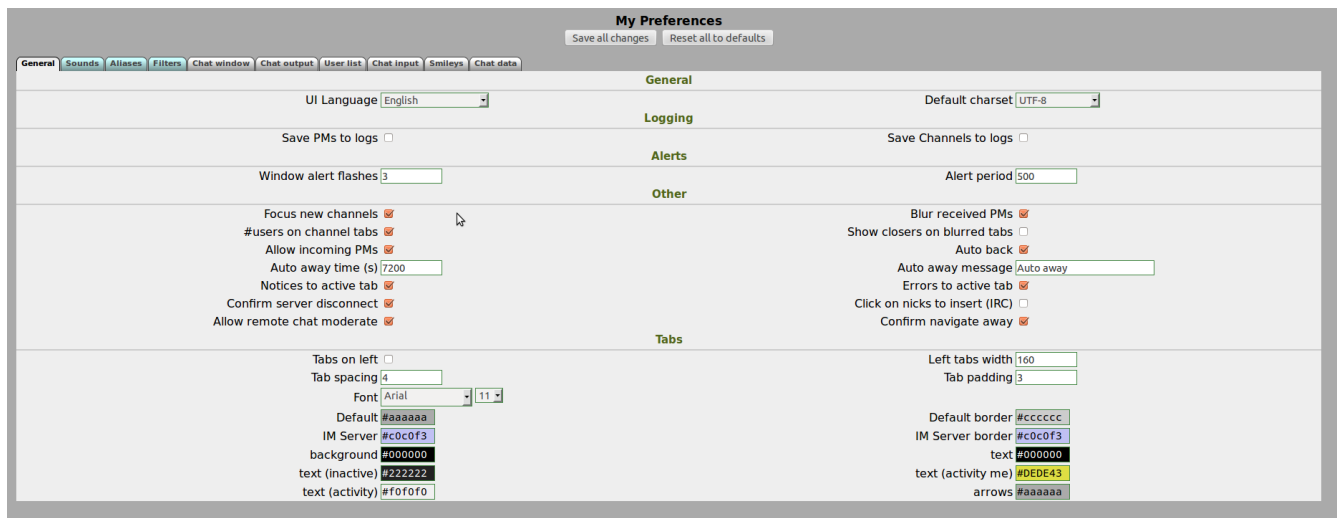 My Preferences
Save all changes Reset all to defaults
General Sounds Aliases Filters Chat window Chat output User list Chat input Smileys Chat data
General
UI Language English Default charset UTF-8
Logging
Save PMs to logs Save Channels to logs
Alerts
Window alert flashes 3 Alert period 500
Other
Focus new channels Blur received PMs
#users on channel tabs Show closers on blurred tabs
Allow incoming PMs Auto back
Auto away time (s) 7200 Auto away message Auto away
Notices to active tab Errors to active tab
Confirm server disconnect Click on nicks to insert (IRC)
Allow remote chat moderate Confirm navigate away
Tabs
Tabs on left Left tabs width 160
Tab spacing 4 Tab padding 3
Font Arial 11
Default #aaaaaa Default border #cccccc
IM Server #c0c0f3 IM Server border #c0c0f3
background #000000 text #000000
text (inactive) #222222 text (activity me) #DEDE43
text (activity) #f0f0f0 arrows #aaaaaa